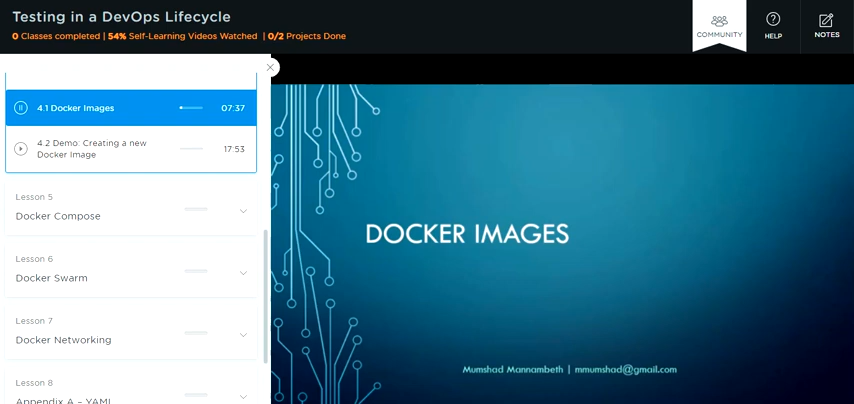 Testing in a DevOps Lifecycle
0 Classes completed | 54% Self-Learning Videos Watched | 0/2 Projects Done
COMMUNITY
HELP
NOTES
4.1 Docker Images
07:37
4.2 Demo: Creating a new
Docker Image
17:53
Lesson 5
Docker Compose
Lesson 6
Docker Swarm
Lesson 7
Docker Networking
Lesson 8
Appendix A – YAML
DOCKER IMAGES
Mumshad Mannambeth | mmumshad@gmail.com